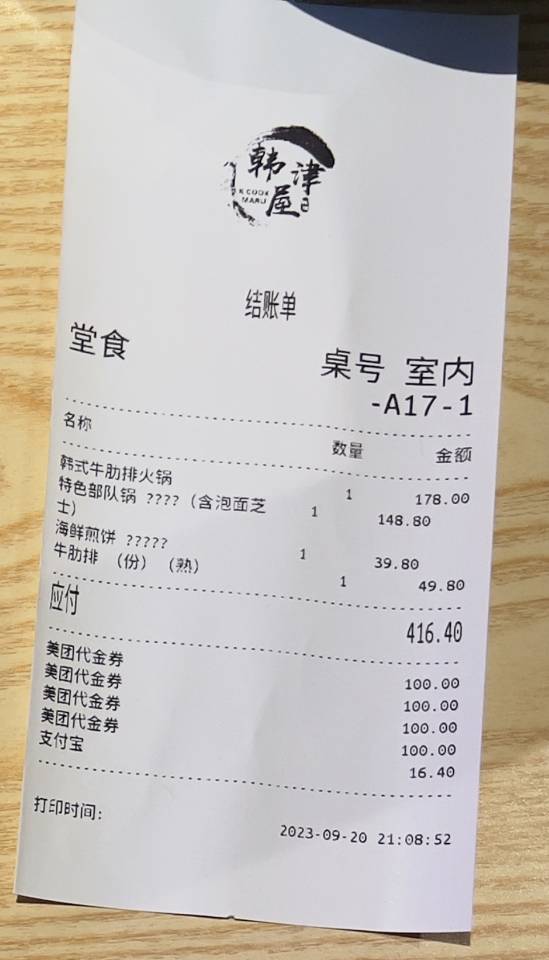 韩津屋
K COOK
MARU
结账单
堂食
桌号 室内
-A17-1
名称 数量 金额
韩式牛肋排火锅 1 178.00
特色部队锅 ????（含泡面芝 1 148.80
士）
海鲜煎饼 ????? 1 39.80
牛肋排 （份）（熟） 1 49.80
应付 416.40
美团代金券 100.00
美团代金券 100.00
美团代金券 100.00
美团代金券 100.00
支付宝 16.40
打印时间: 2023-09-20 21:08:52